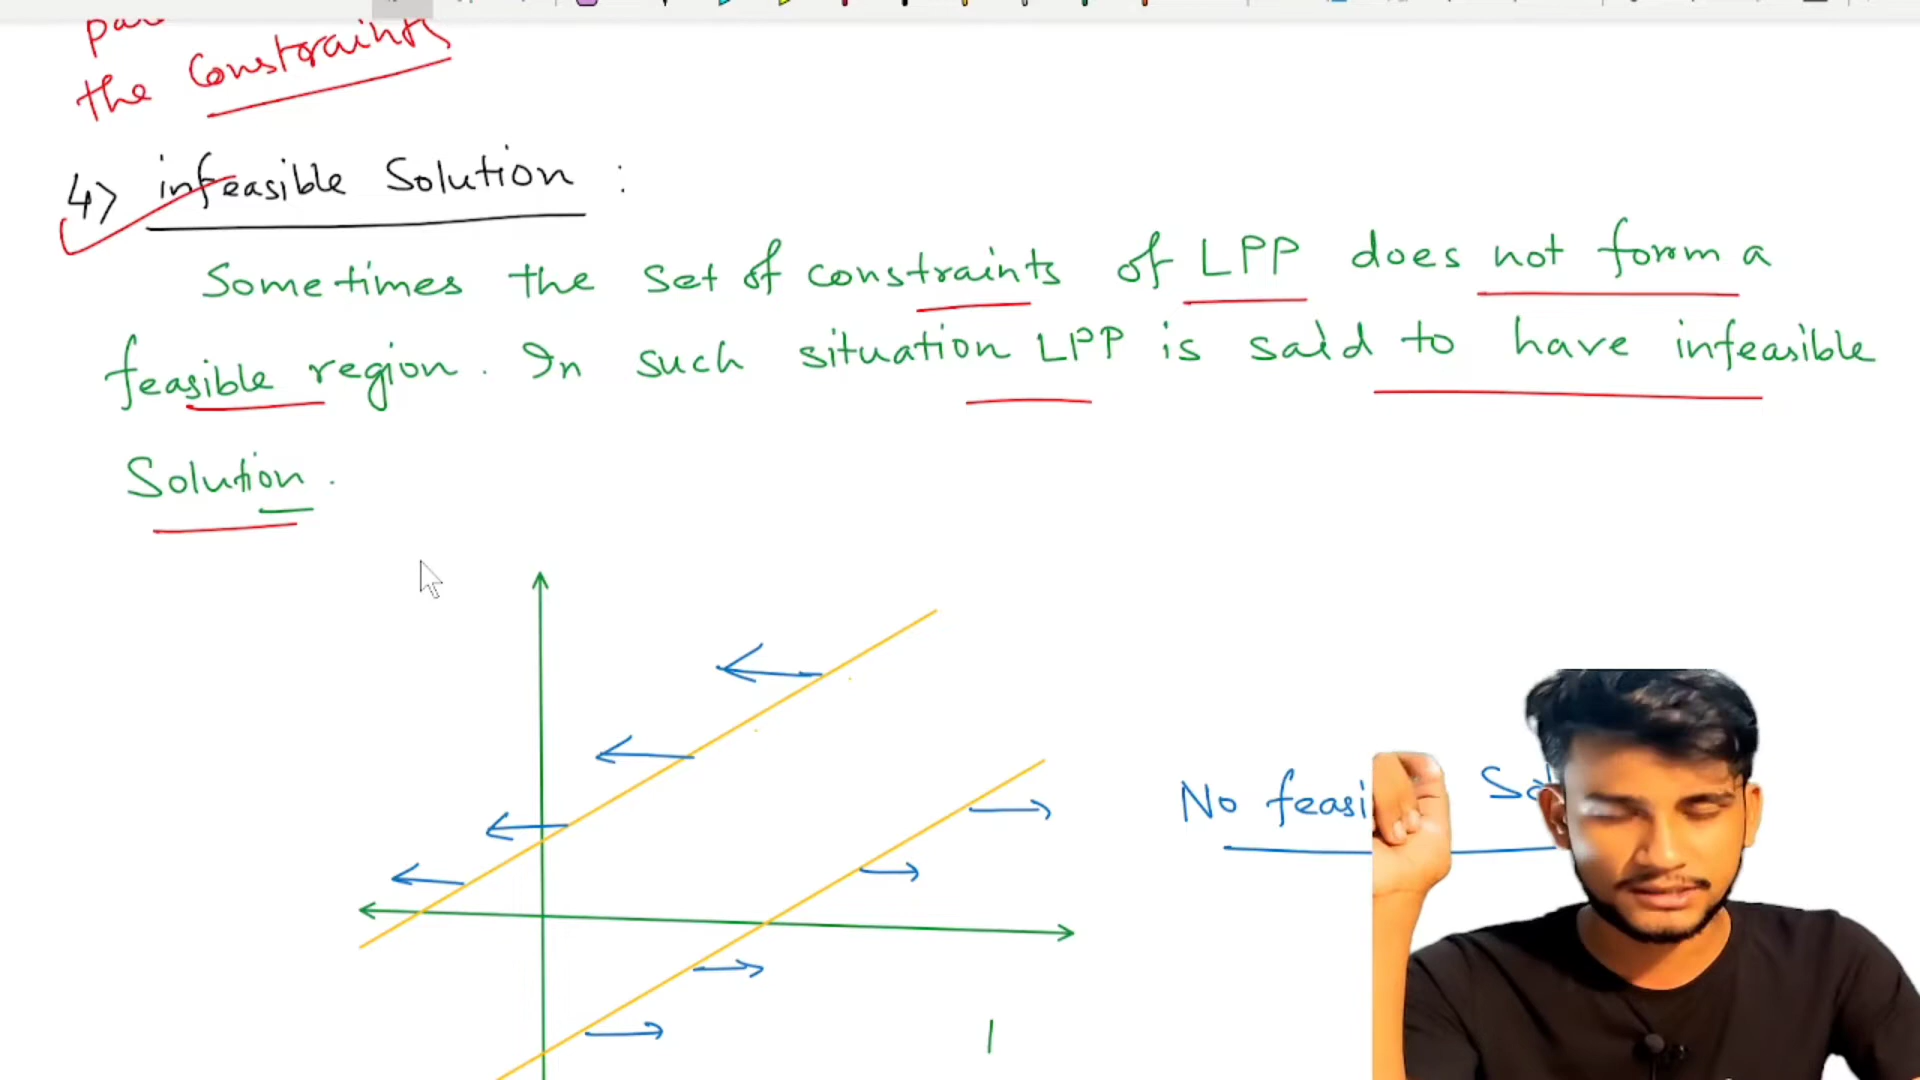 the Constraints
4) infeasible Solution :
Sometimes the set of constraints of LPP does not form a
feasible region. In such situation LPP is said to have infeasible
Solution.
No